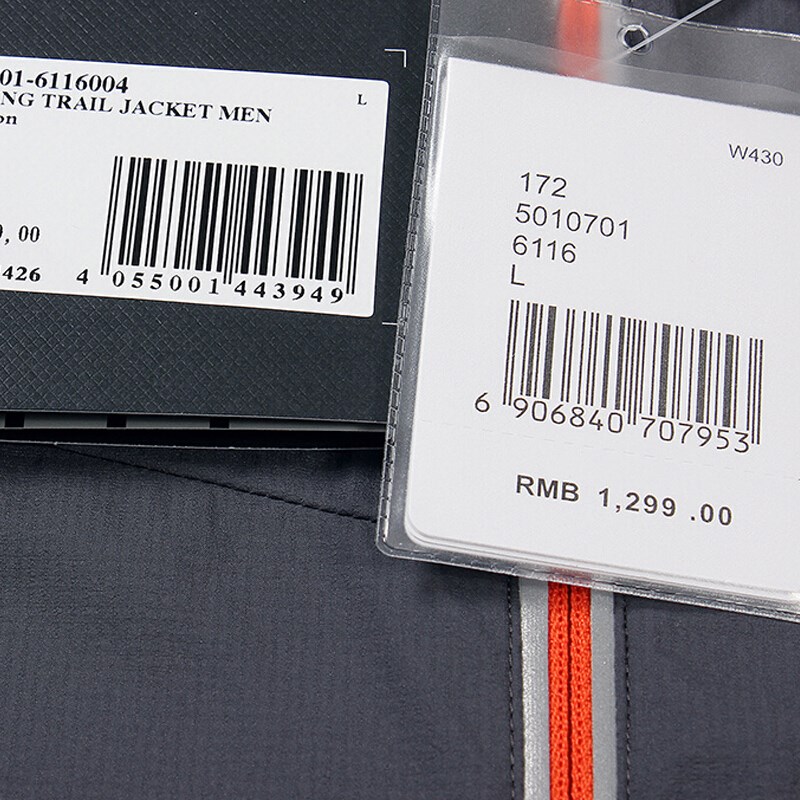 01-6116004
NG TRAIL JACKET MEN
on
L
, 00
426
4 055001 443949
W430
172
5010701
6116
L
6 906840 707953
RMB 1,299 .00